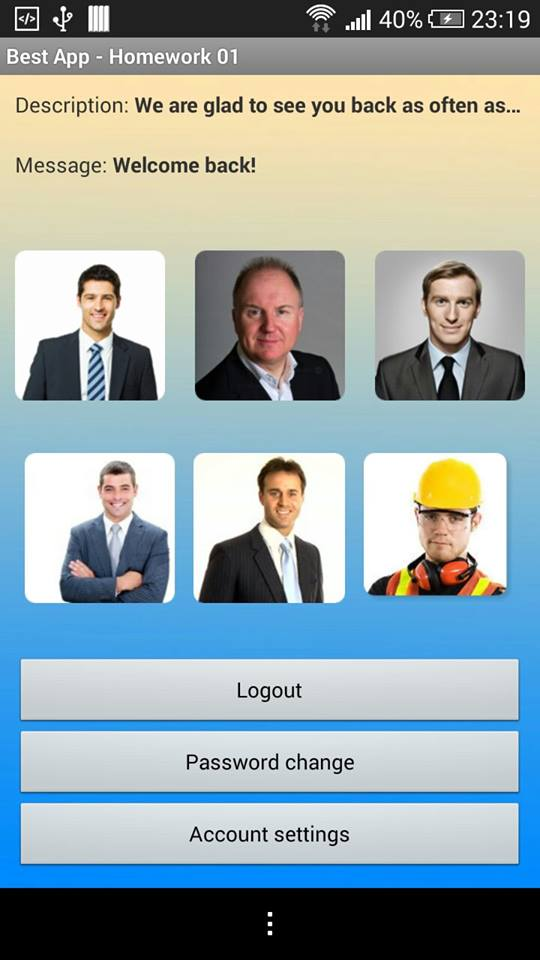 40% 23:19
Best App - Homework 01
Description: We are glad to see you back as often as...
Message: Welcome back!
Logout
Password change
Account settings